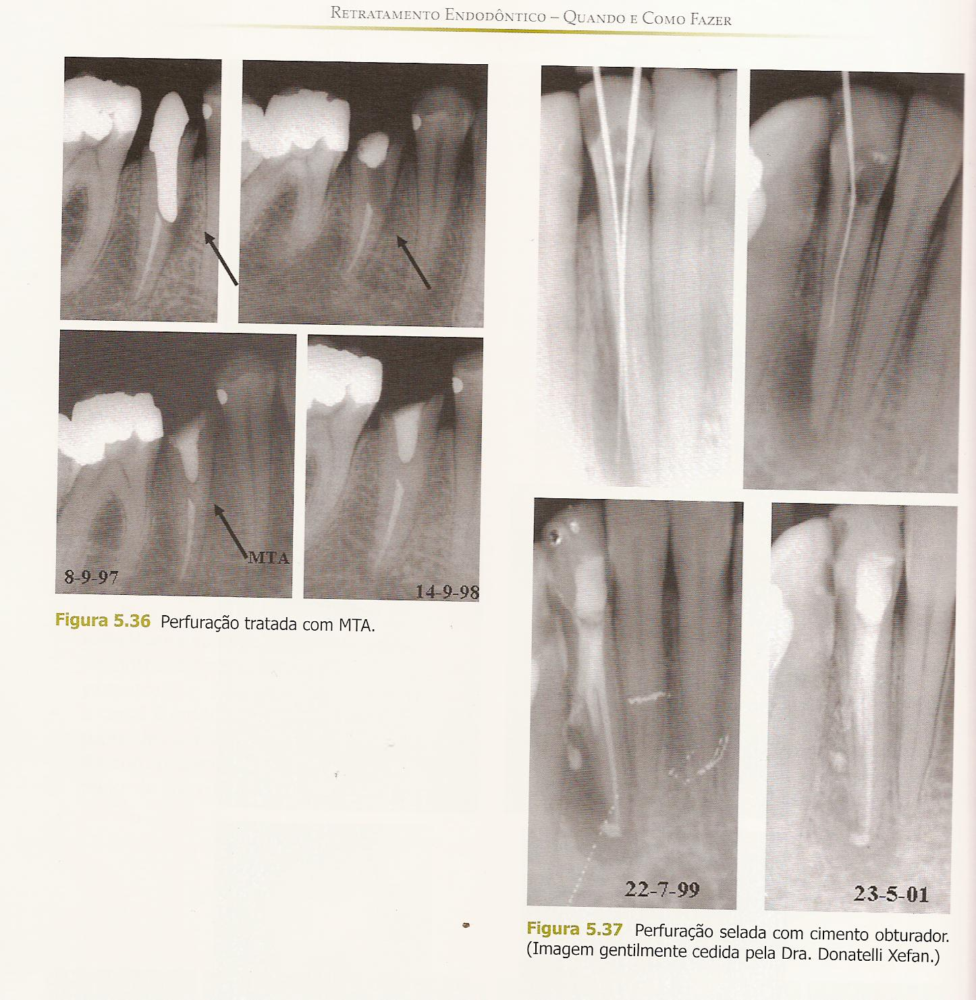 RETRATAMENTO ENDODÔNTICO – QUANDO E COMO FAZER
MTA
8-9-97
14-9-98
Figura 5.36 Perfuração tratada com MTA.
22-7-99
23-5-01
Figura 5.37 Perfuração selada com cimento obturador.
(Imagem gentilmente cedida pela Dra. Donatelli Xefan.)